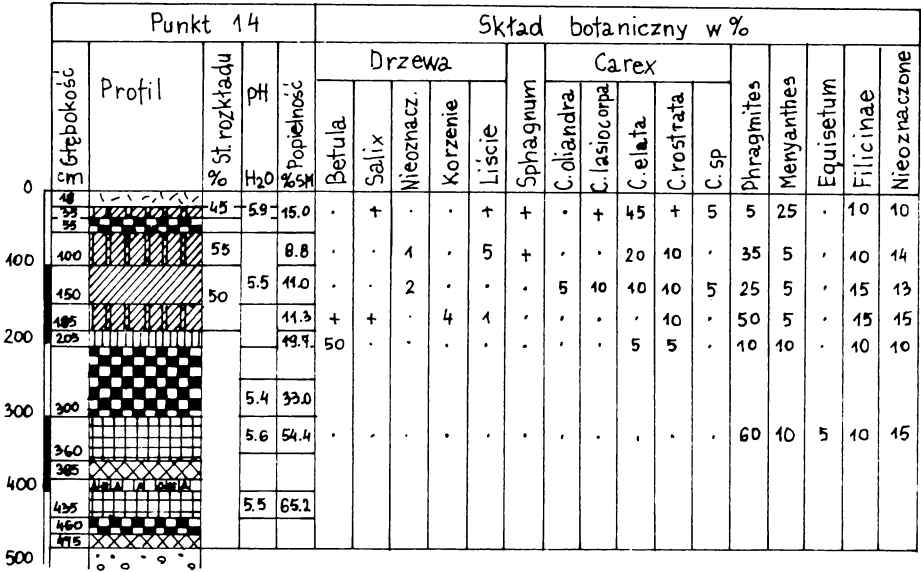 Punkt 14 Skład botaniczny w %
Głębokość cm Profil % St. rozkładu pH H₂O Popielność %SM Drzewa Sphagnum Carex Phragmites Menyanthes Equisetum Filicinae Nieoznaczone
Betula Salix Nieoznacz. Korzenie Liście C. diandra C. lasiocorpa C. elata C. rostrata C. sp
0
18
35 45 5.9 15.0 . + . . + + . + 45 + 5 5 25 . 10 10
55
100 100 55 8.8 . . 1 . 5 + . . 20 10 . 35 5 . 10 14
150 50 5.5 11.0 . . 2 . . . 5 10 10 10 5 25 5 . 15 13
185 11.3 + + . 4 1 . . . . 10 . 50 5 . 15 15
200 205 19.7 50 . . . . . . . 5 5 . 10 10 . 10 10
300 300 5.4 33.0
360 5.6 54.4 . . . . . . . . . . . 60 10 5 10 15
385
400
435 5.5 65.2
460
495
500